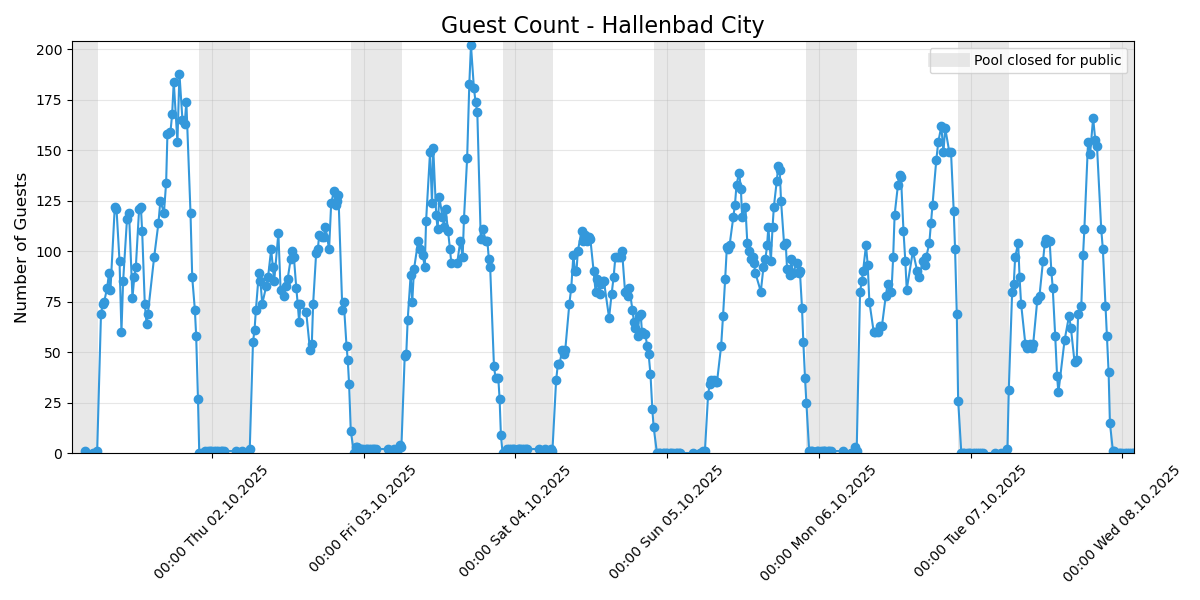 Guest Count - Hallenbad City
Pool closed for public
Number of Guests
200
175
150
125
100
75
50
25
0
00:00 Thu 02.10.2025
00:00 Fri 03.10.2025
00:00 Sat 04.10.2025
00:00 Sun 05.10.2025
00:00 Mon 06.10.2025
00:00 Tue 07.10.2025
00:00 Wed 08.10.2025